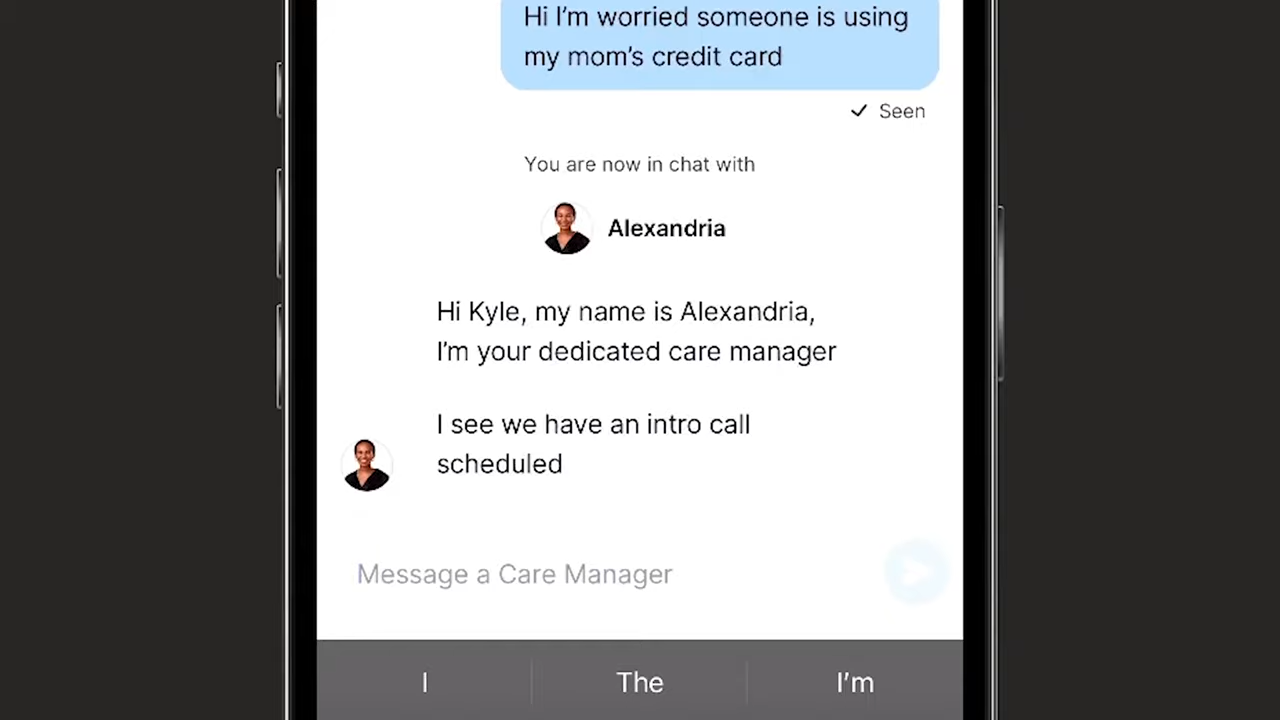 Hi I’m worried someone is using
my mom’s credit card
Seen
You are now in chat with
Alexandria
Hi Kyle, my name is Alexandria,
I’m your dedicated care manager
I see we have an intro call
scheduled
Message a Care Manager
I
The
I’m